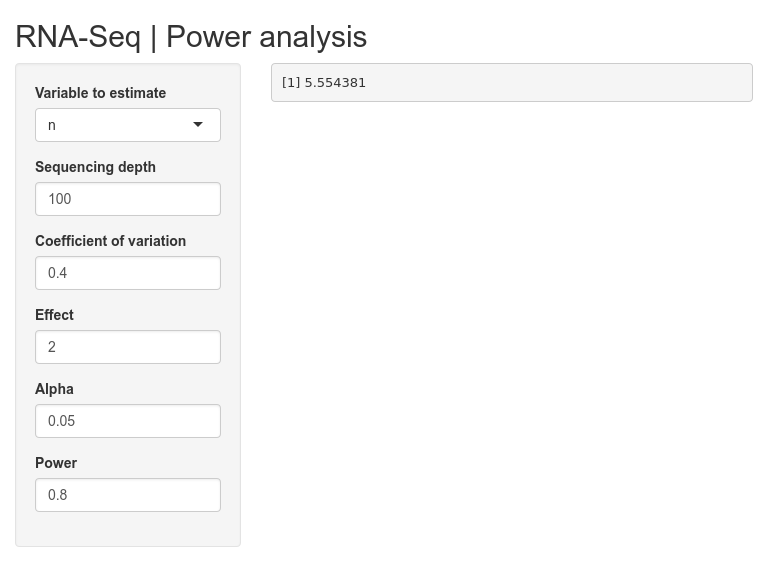 RNA-Seq | Power analysis
Variable to estimate
n
Sequencing depth
100
Coefficient of variation
0.4
Effect
2
Alpha
0.05
Power
0.8
[1] 5.554381